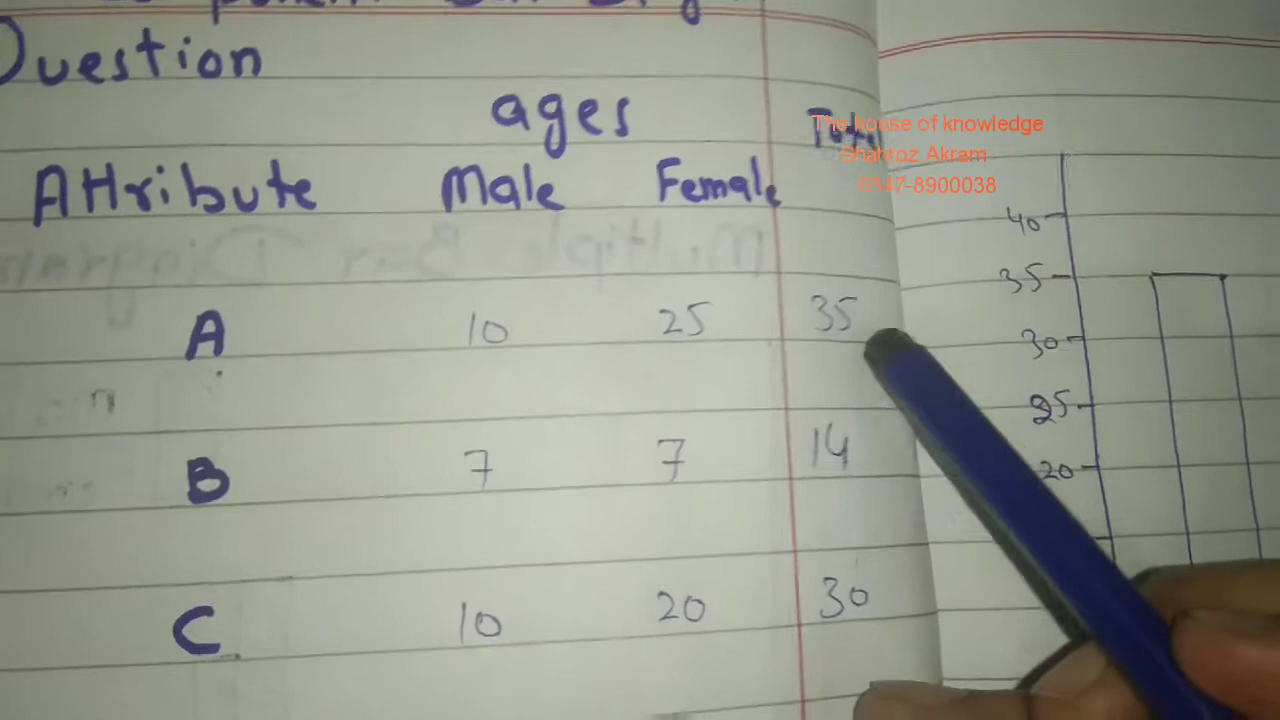 Question
ages
The house of knowledge
Shahroz Akram
0347-8900038
Attribute Male Female
A 10 25 35
B 7 7 14
C 10 20 30
40
35
30
25
20